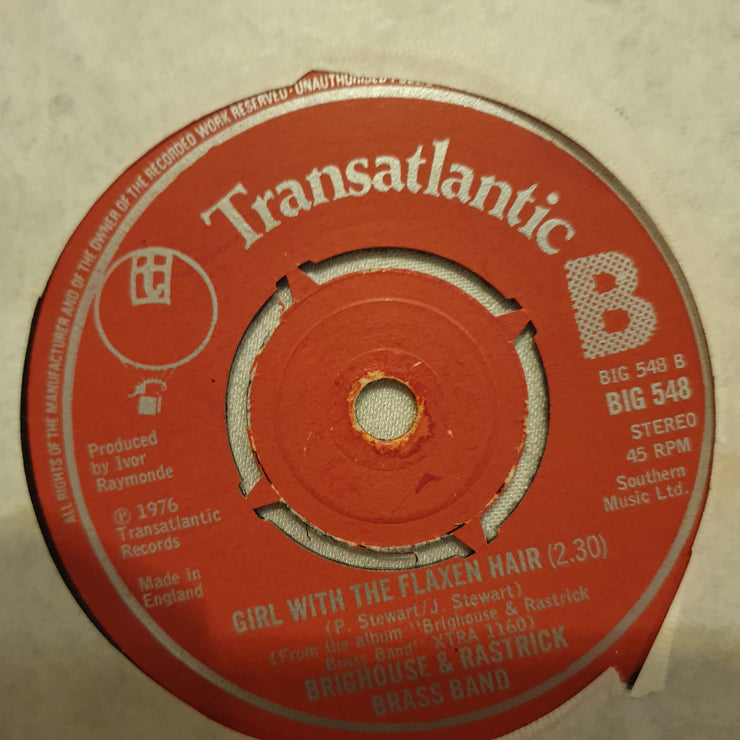 ALL RIGHTS OF THE MANUFACTURER AND OF THE OWNER OF THE RECORDED WORK RESERVED · UNAUTHORISED
Transatlantic
B
BIG 548 B
BIG 548
STEREO
45 RPM
Southern
Music Ltd.
Produced
by Ivor
Raymonde
℗ 1976
Transatlantic
Records
Made in
England
GIRL WITH THE FLAXEN HAIR (2.30)
(P. Stewart/J. Stewart)
(From the album "Brighouse & Rastrick
Brass Band" XTRA 1160)
BRIGHOUSE & RASTRICK
BRASS BAND